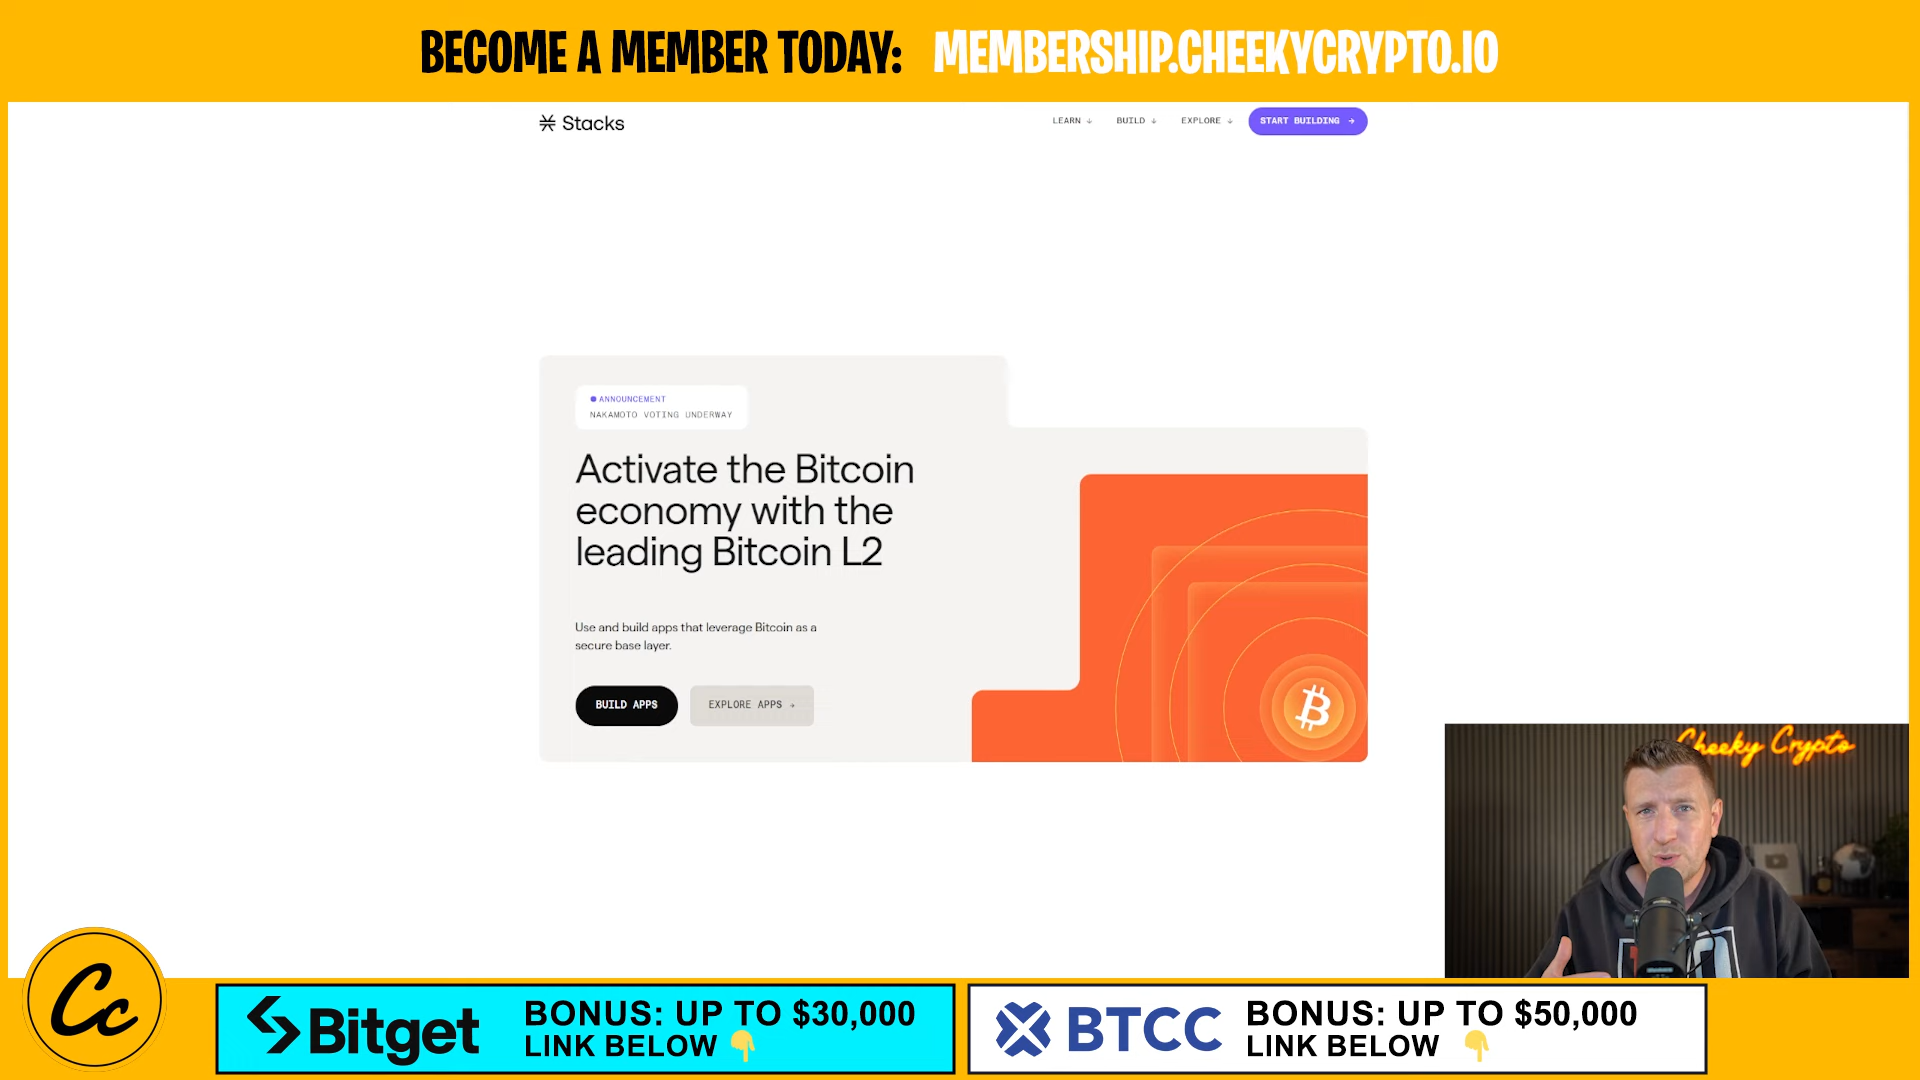 BECOME A MEMBER TODAY: MEMBERSHIP.CHEEKYCRYPTO.IO
Stacks
LEARN ↓ BUILD ↓ EXPLORE ↓ START BUILDING →
ANNOUNCEMENT
NAKAMOTO VOTING UNDERWAY
Activate the Bitcoin
economy with the
leading Bitcoin L2
Use and build apps that leverage Bitcoin as a
secure base layer.
BUILD APPS
EXPLORE APPS
Cheeky Crypto
Cc
Bitget
BONUS: UP TO $30,000
LINK BELOW 👇
BTCC
BONUS: UP TO $50,000
LINK BELOW 👇